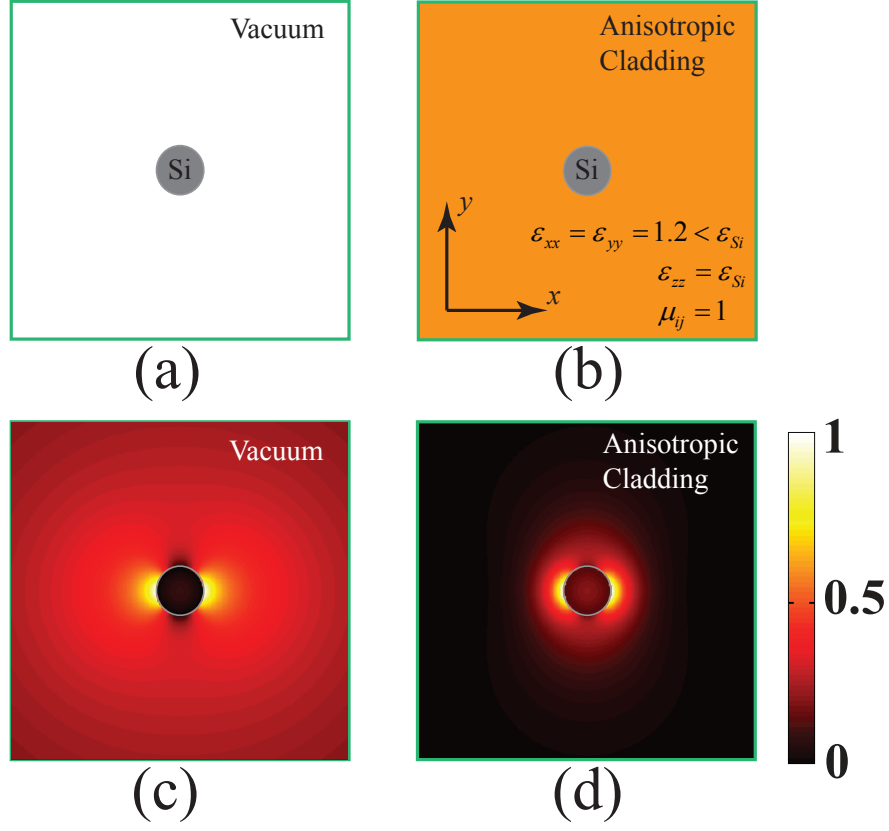 Vacuum
Si
(a)
Anisotropic
Cladding
Si
y
x
ε_xx = ε_yy = 1.2 < ε_Si
ε_zz = ε_Si
μ_ij = 1
(b)
Vacuum
(c)
Anisotropic
Cladding
(d)
1
0.5
0